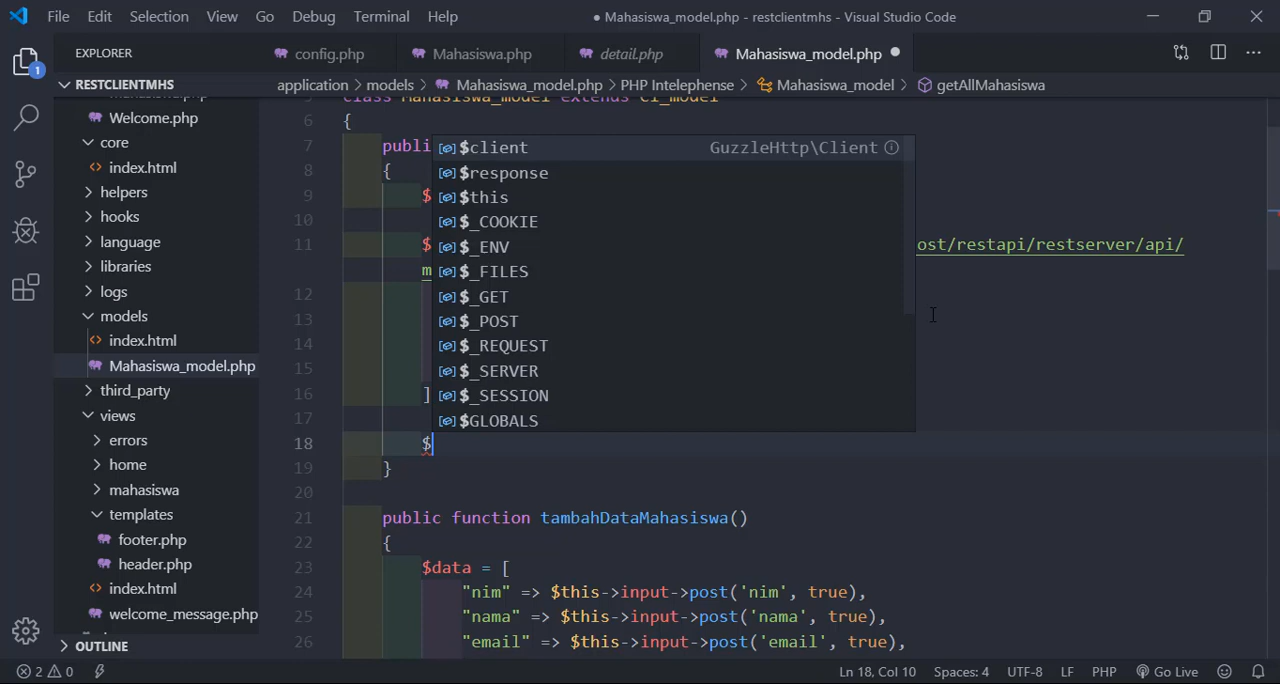 File Edit Selection View Go Debug Terminal Help
● Mahasiswa_model.php - restclientmhs - Visual Studio Code
EXPLORER
config.php Mahasiswa.php detail.php Mahasiswa_model.php
RESTCLIENTMHS
application > models > Mahasiswa_model.php > PHP Intelephense > Mahasiswa_model > getAllMahasiswa
Welcome.php
core
index.html
helpers
hooks
language
libraries
logs
models
index.html
Mahasiswa_model.php
third_party
views
errors
home
mahasiswa
templates
footer.php
header.php
index.html
welcome_message.php
OUTLINE
class Mahasiswa_model extends CI_model
6 {
7 publi
8 {
9 $
10
11 $ ost/restapi/restserver/api/
m
12
13
14
15
16 ]
17
18 $
19 }
20
21 public function tambahDataMahasiswa()
22 {
23 $data = [
24 "nim" => $this->input->post('nim', true),
25 "nama" => $this->input->post('nama', true),
26 "email" => $this->input->post('email', true),
$client GuzzleHttp\Client
$response
$this
$_COOKIE
$_ENV
$_FILES
$_GET
$_POST
$_REQUEST
$_SERVER
$_SESSION
$GLOBALS
1
2 0 Ln 18, Col 10 Spaces: 4 UTF-8 LF PHP Go Live